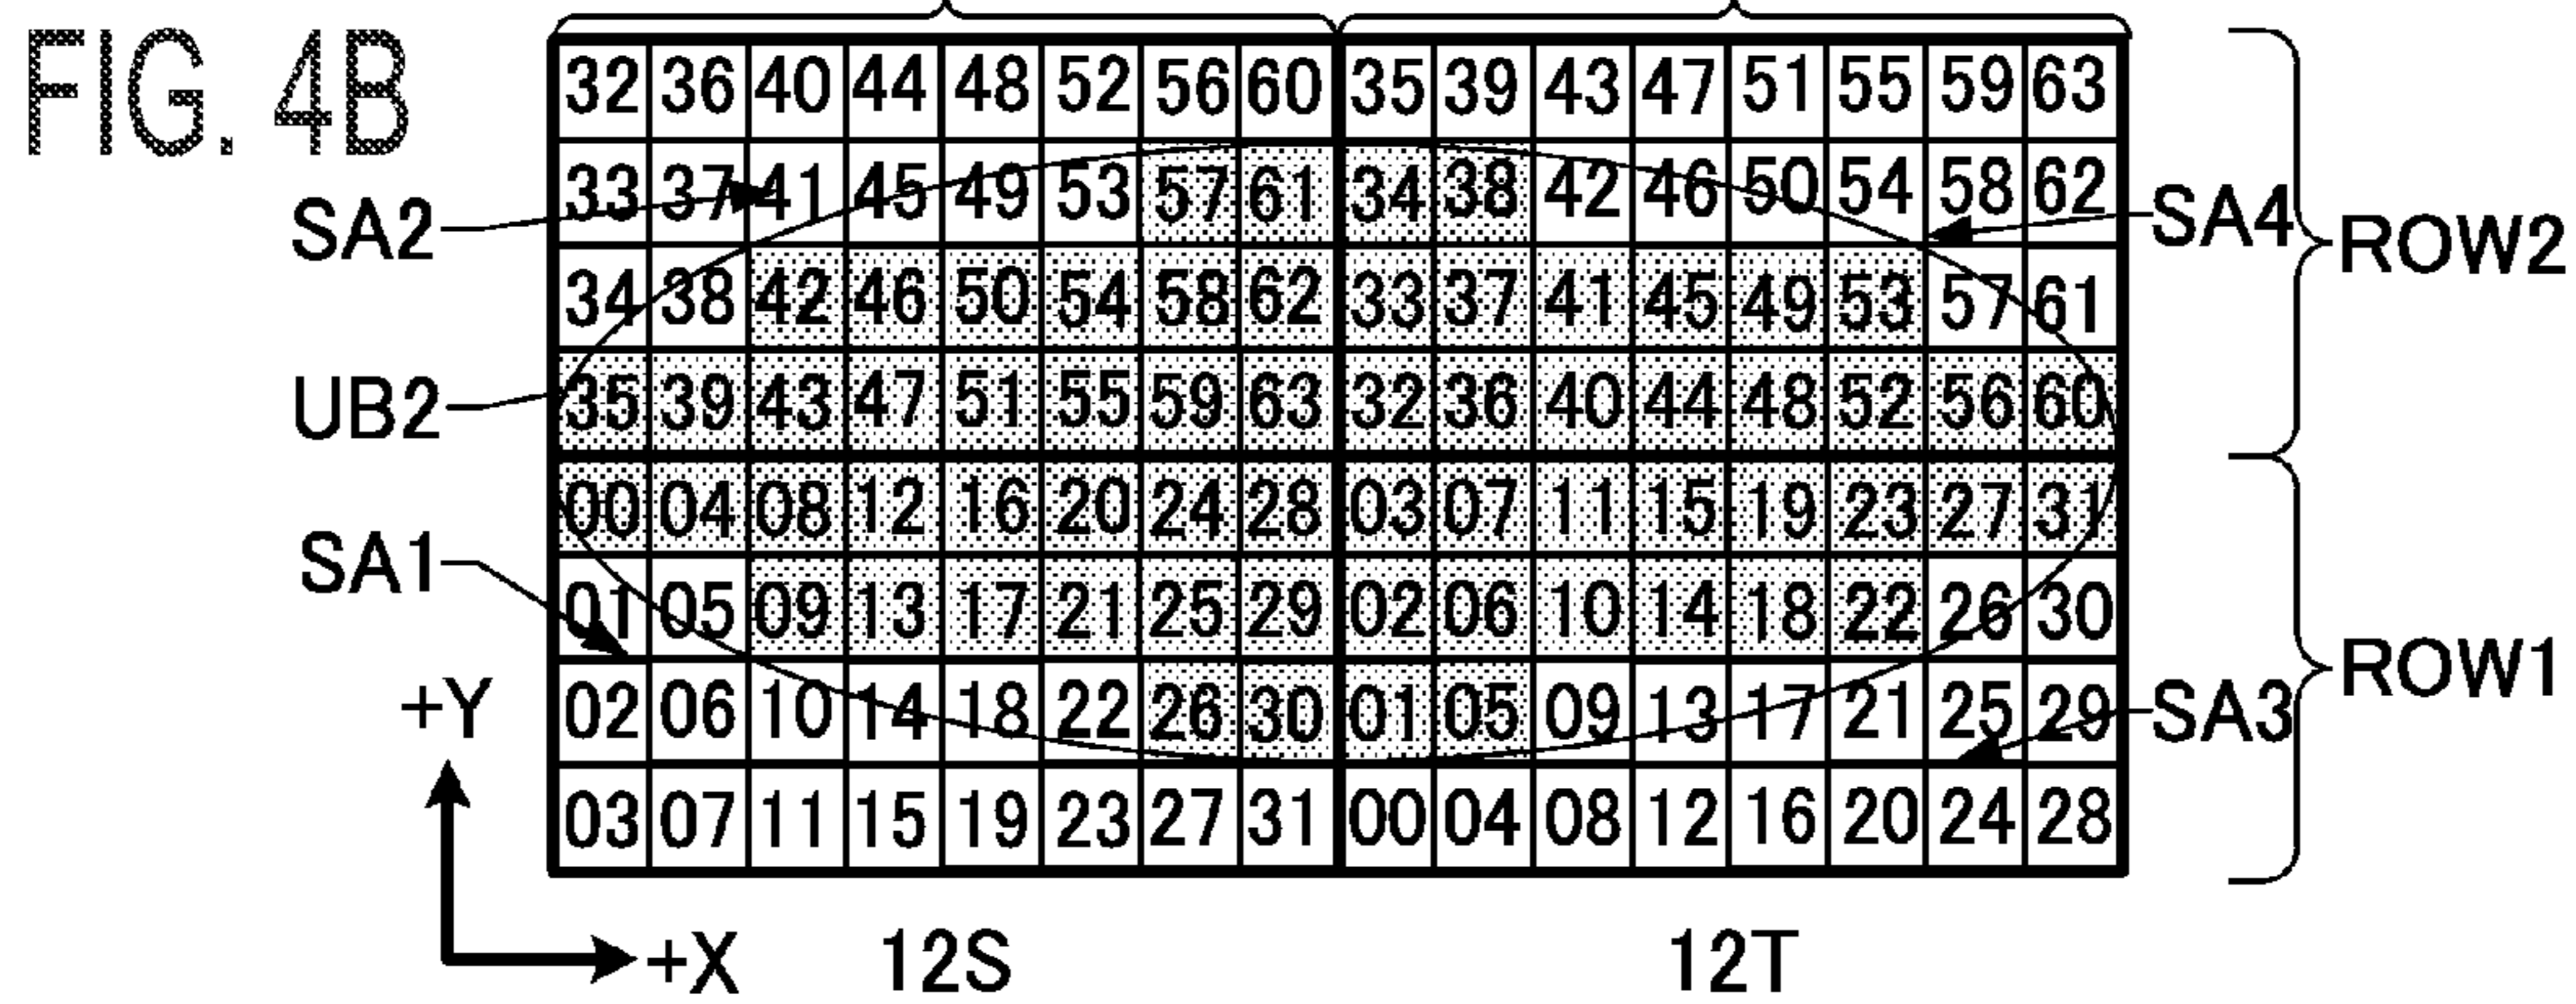 FIG. 4B
32 36 40 44 48 52 56 60 35 39 43 47 51 55 59 63
33 37 41 45 49 53 57 61 34 38 42 46 50 54 58 62
SA2
SA4
ROW2
34 38 42 46 50 54 58 62 33 37 41 45 49 53 57 61
UB2
35 39 43 47 51 55 59 63 32 36 40 44 48 52 56 60
00 04 08 12 16 20 24 28 03 07 11 15 19 23 27 31
SA1
01 05 09 13 17 21 25 29 02 06 10 14 18 22 26 30
ROW1
+Y
02 06 10 14 18 22 26 30 01 05 09 13 17 21 25 29
SA3
03 07 11 15 19 23 27 31 00 04 08 12 16 20 24 28
+X
12S
12T